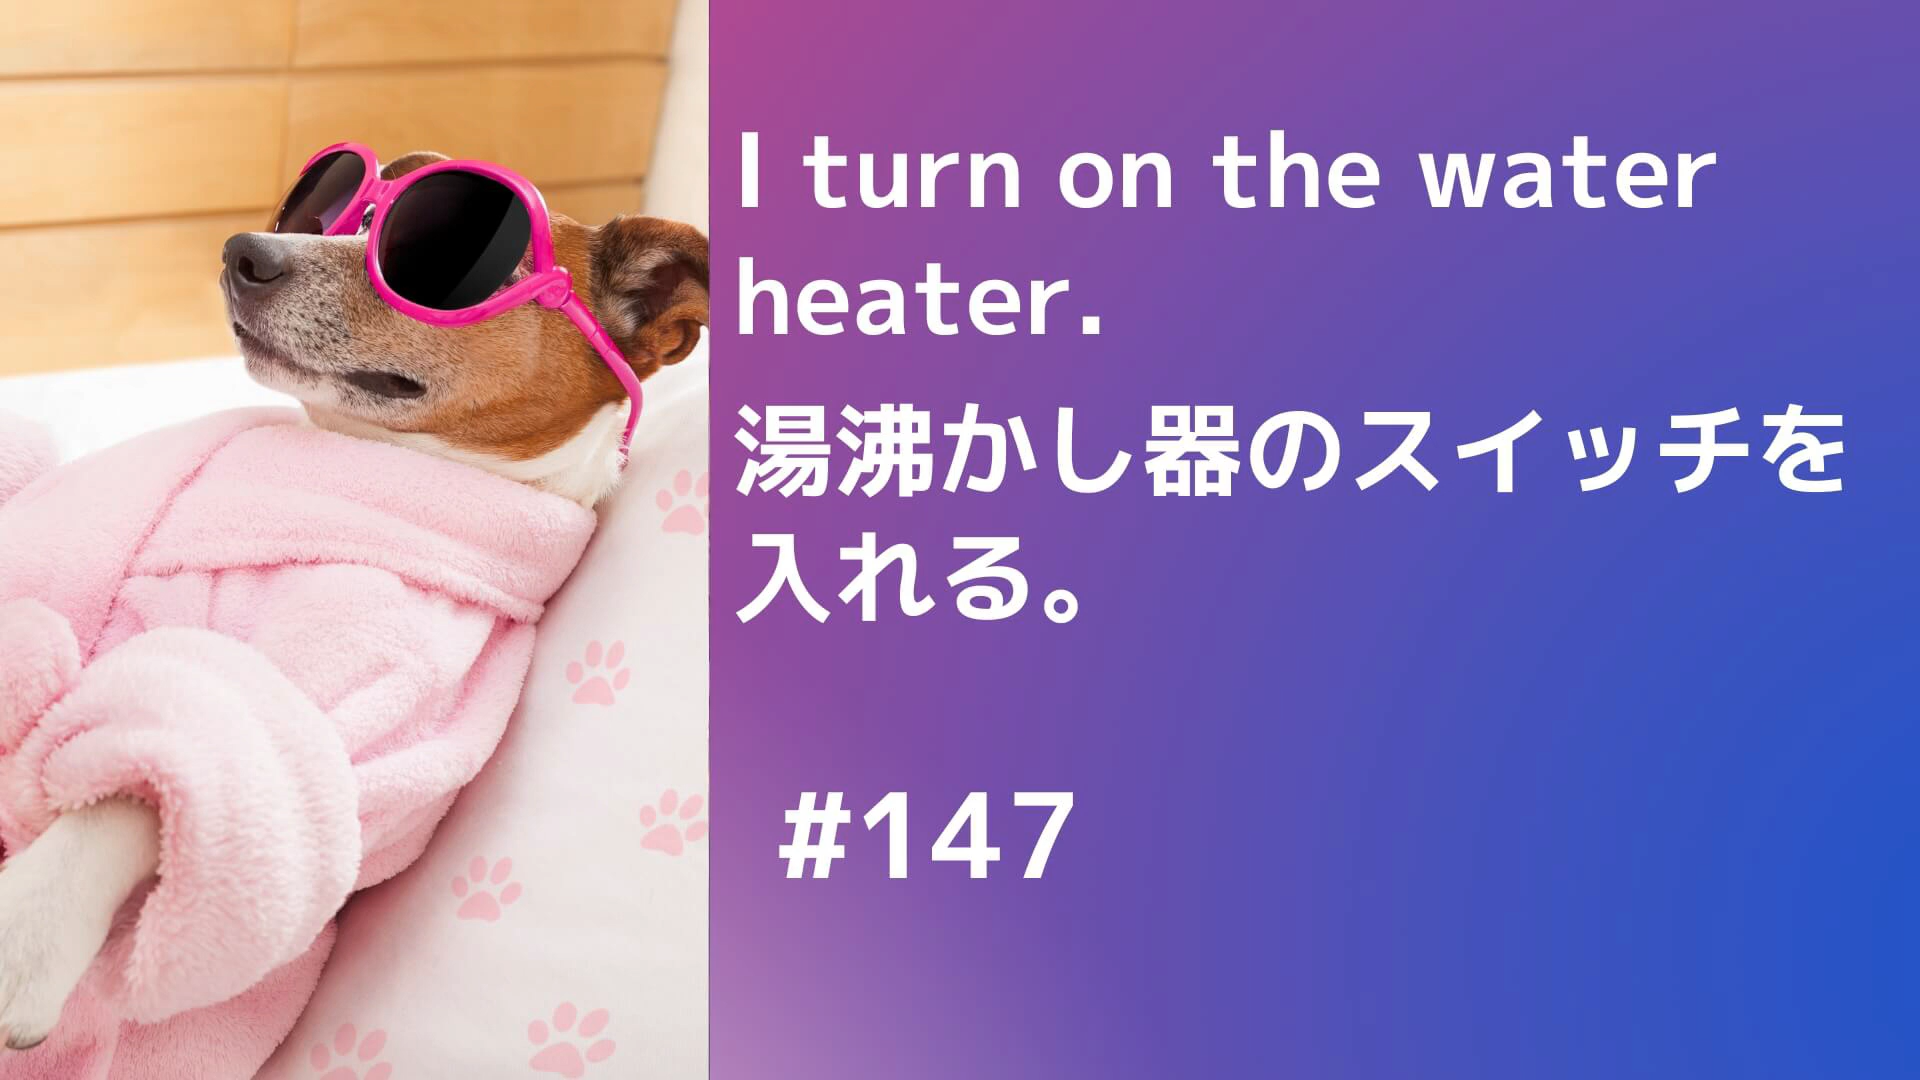 I turn on the water
heater.
湯沸かし器のスイッチを
入れる。
#147